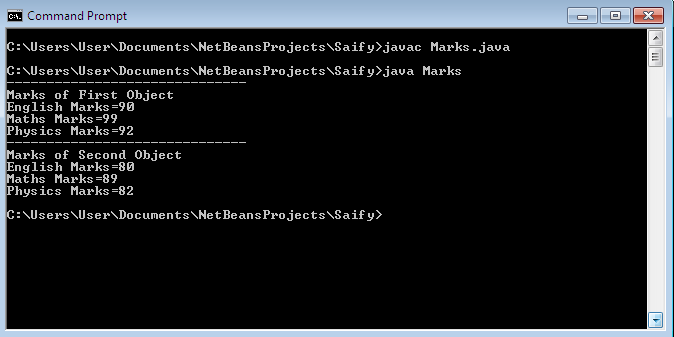 Command Prompt
C:\Users\User\Documents\NetBeansProjects\Saify>javac Marks.java
C:\Users\User\Documents\NetBeansProjects\Saify>java Marks
------------------------------
Marks of First Object
English Marks=90
Maths Marks=99
Physics Marks=92
------------------------------
Marks of Second Object
English Marks=80
Maths Marks=89
Physics Marks=82
C:\Users\User\Documents\NetBeansProjects\Saify>